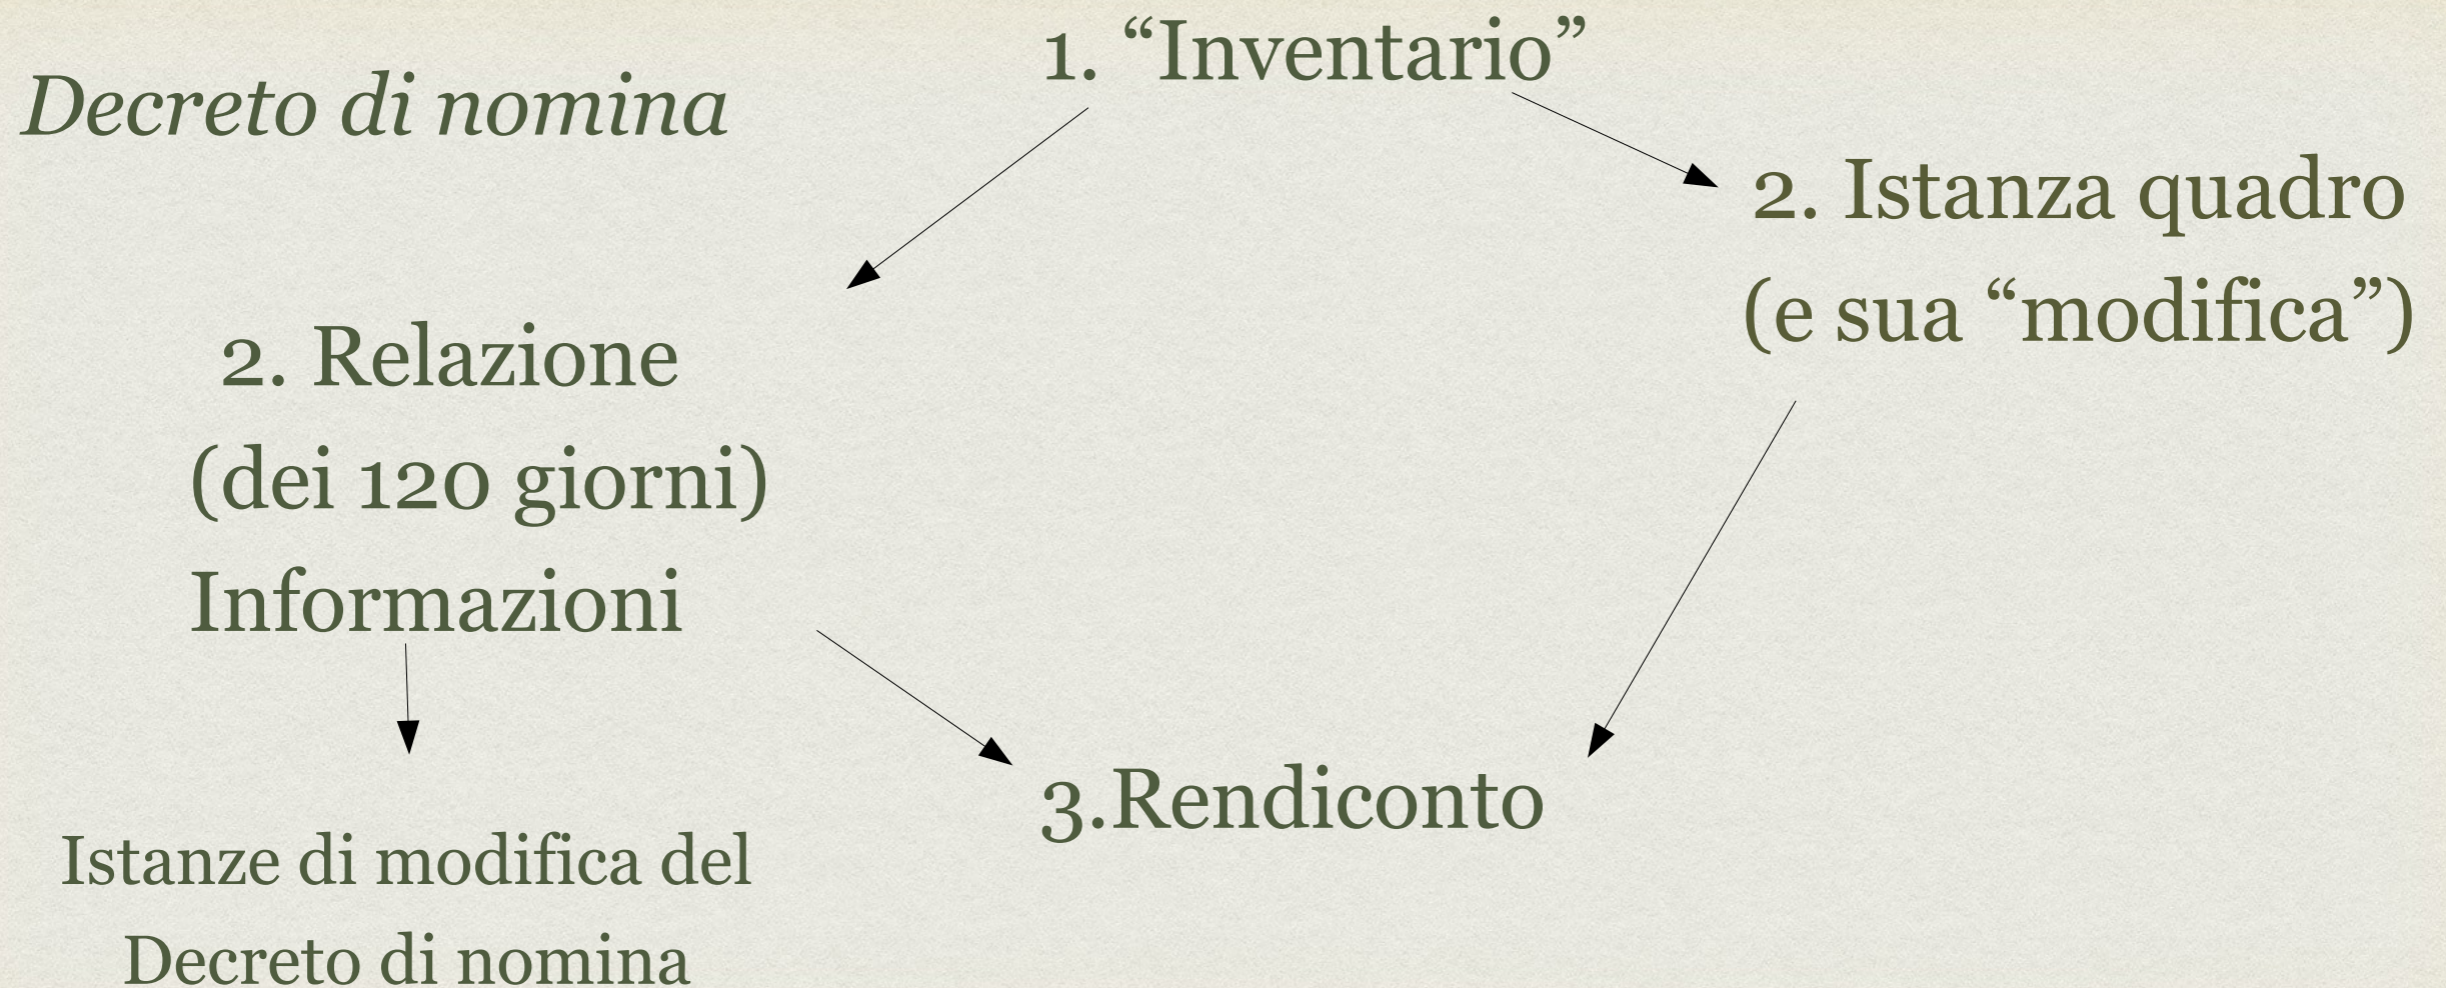 Decreto di nomina
1. “Inventario”
2. Istanza quadro
(e sua “modifica”)
2. Relazione
(dei 120 giorni)
Informazioni
3.Rendiconto
Istanze di modifica del
Decreto di nomina